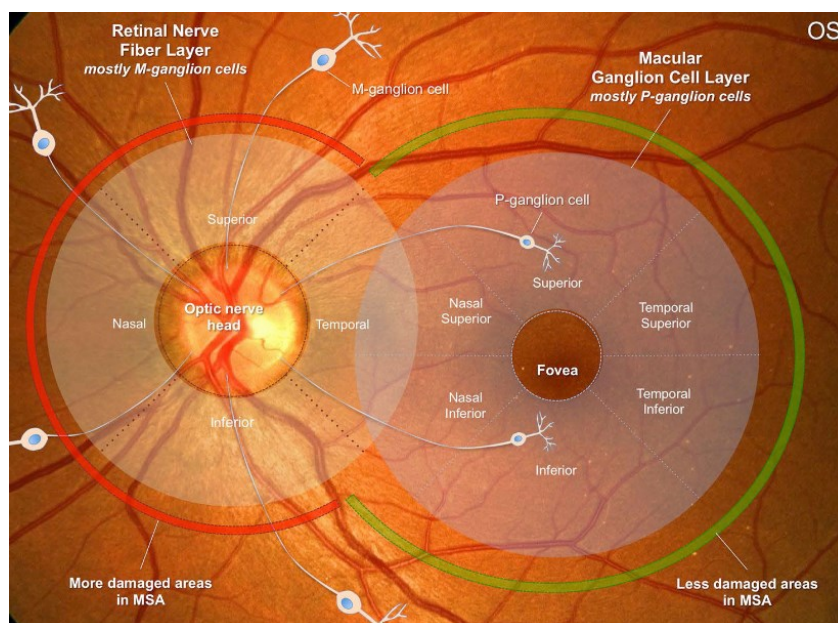 OS
Retinal Nerve
Fiber Layer
mostly M-ganglion cells
M-ganglion cell
Macular
Ganglion Cell Layer
mostly P-ganglion cells
P-ganglion cell
Superior
Optic nerve
head
Nasal
Temporal
Inferior
Superior
Nasal
Superior
Temporal
Superior
Fovea
Nasal
Inferior
Temporal
Inferior
Inferior
More damaged areas
in MSA
Less damaged areas
in MSA